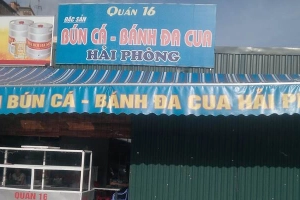 Quán 16
ĐẶC SẢN
BÚN CÁ - BÁNH ĐA CUA
HẢI PHÒNG
BÚN CÁ - BÁNH ĐA CUA HẢI P
QUÁN 16